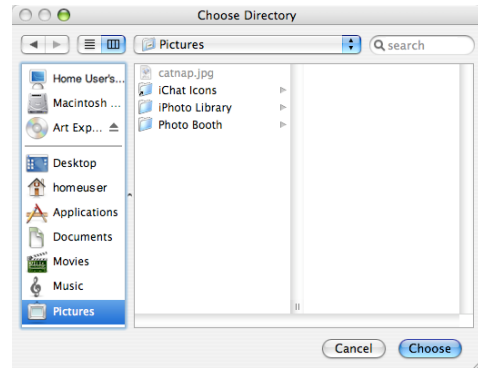 Choose Directory
Pictures
search
Home User's...
Macintosh ...
Art Exp...
Desktop
homeuser
Applications
Documents
Movies
Music
Pictures
catnap.jpg
iChat Icons
iPhoto Library
Photo Booth
Cancel
Choose